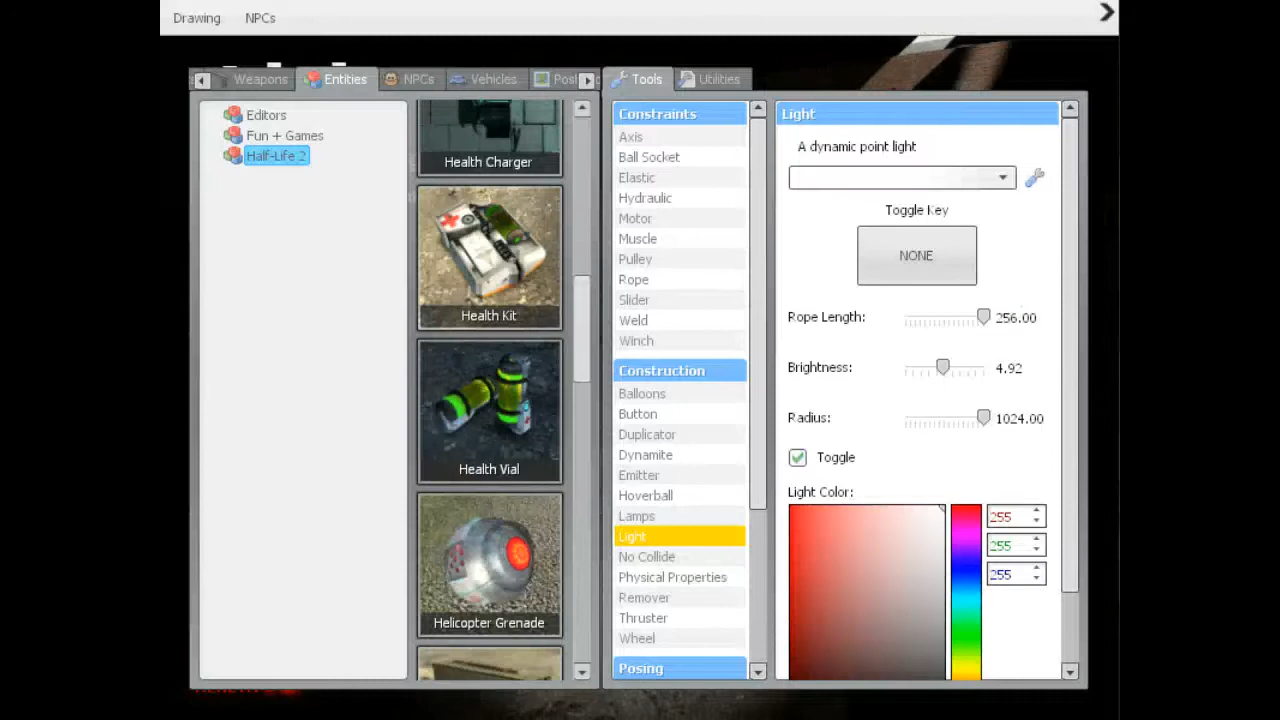 Drawing NPCs
Weapons Entities NPCs Vehicles Tools Utilities
Editors
Fun + Games
Half-Life 2
Health Charger
Health Kit
Health Vial
Helicopter Grenade
Constraints
Axis
Ball Socket
Elastic
Hydraulic
Motor
Muscle
Pulley
Rope
Slider
Weld
Winch
Construction
Balloons
Button
Duplicator
Dynamite
Emitter
Hoverball
Lamps
Light
No Collide
Physical Properties
Remover
Thruster
Wheel
Posing
Light
A dynamic point light
Toggle Key
NONE
Rope Length: 256.00
Brightness: 4.92
Radius: 1024.00
Toggle
Light Color:
255
255
255